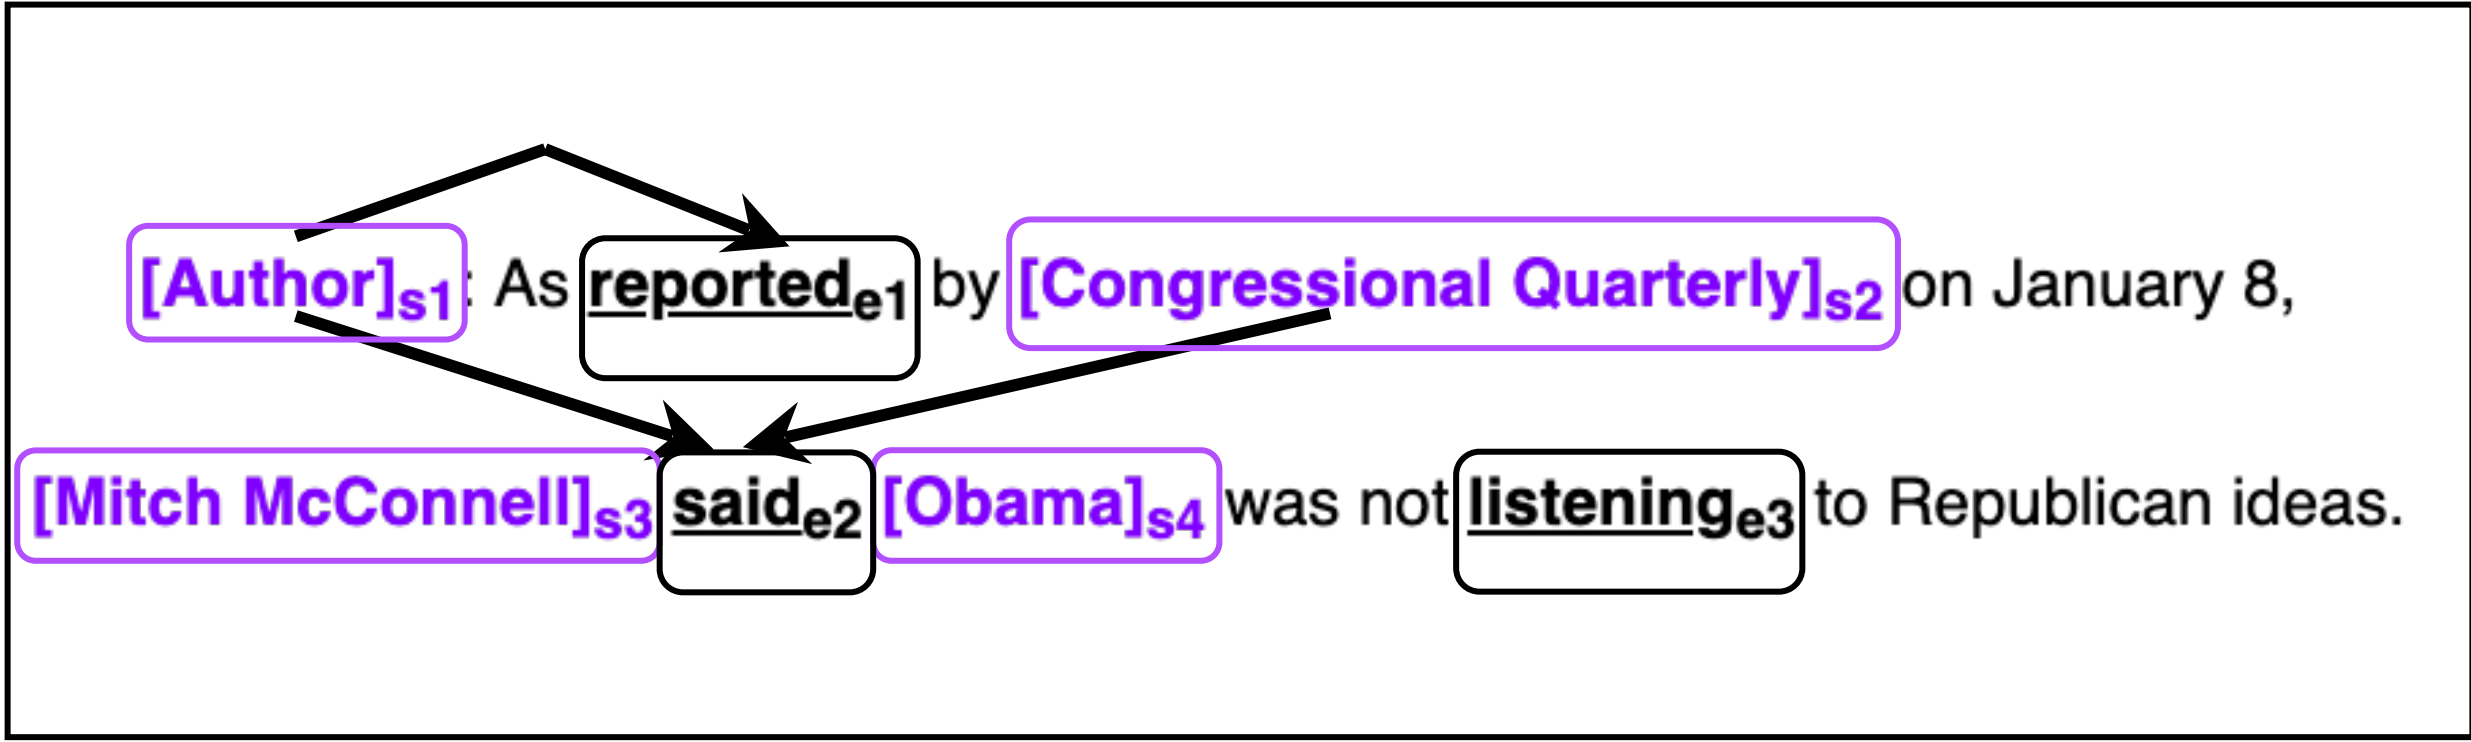 [Author]s1: As reportede1 by [Congressional Quarterly]s2 on January 8,
[Mitch McConnell]s3 saide2 [Obama]s4 was not listeninge3 to Republican ideas.